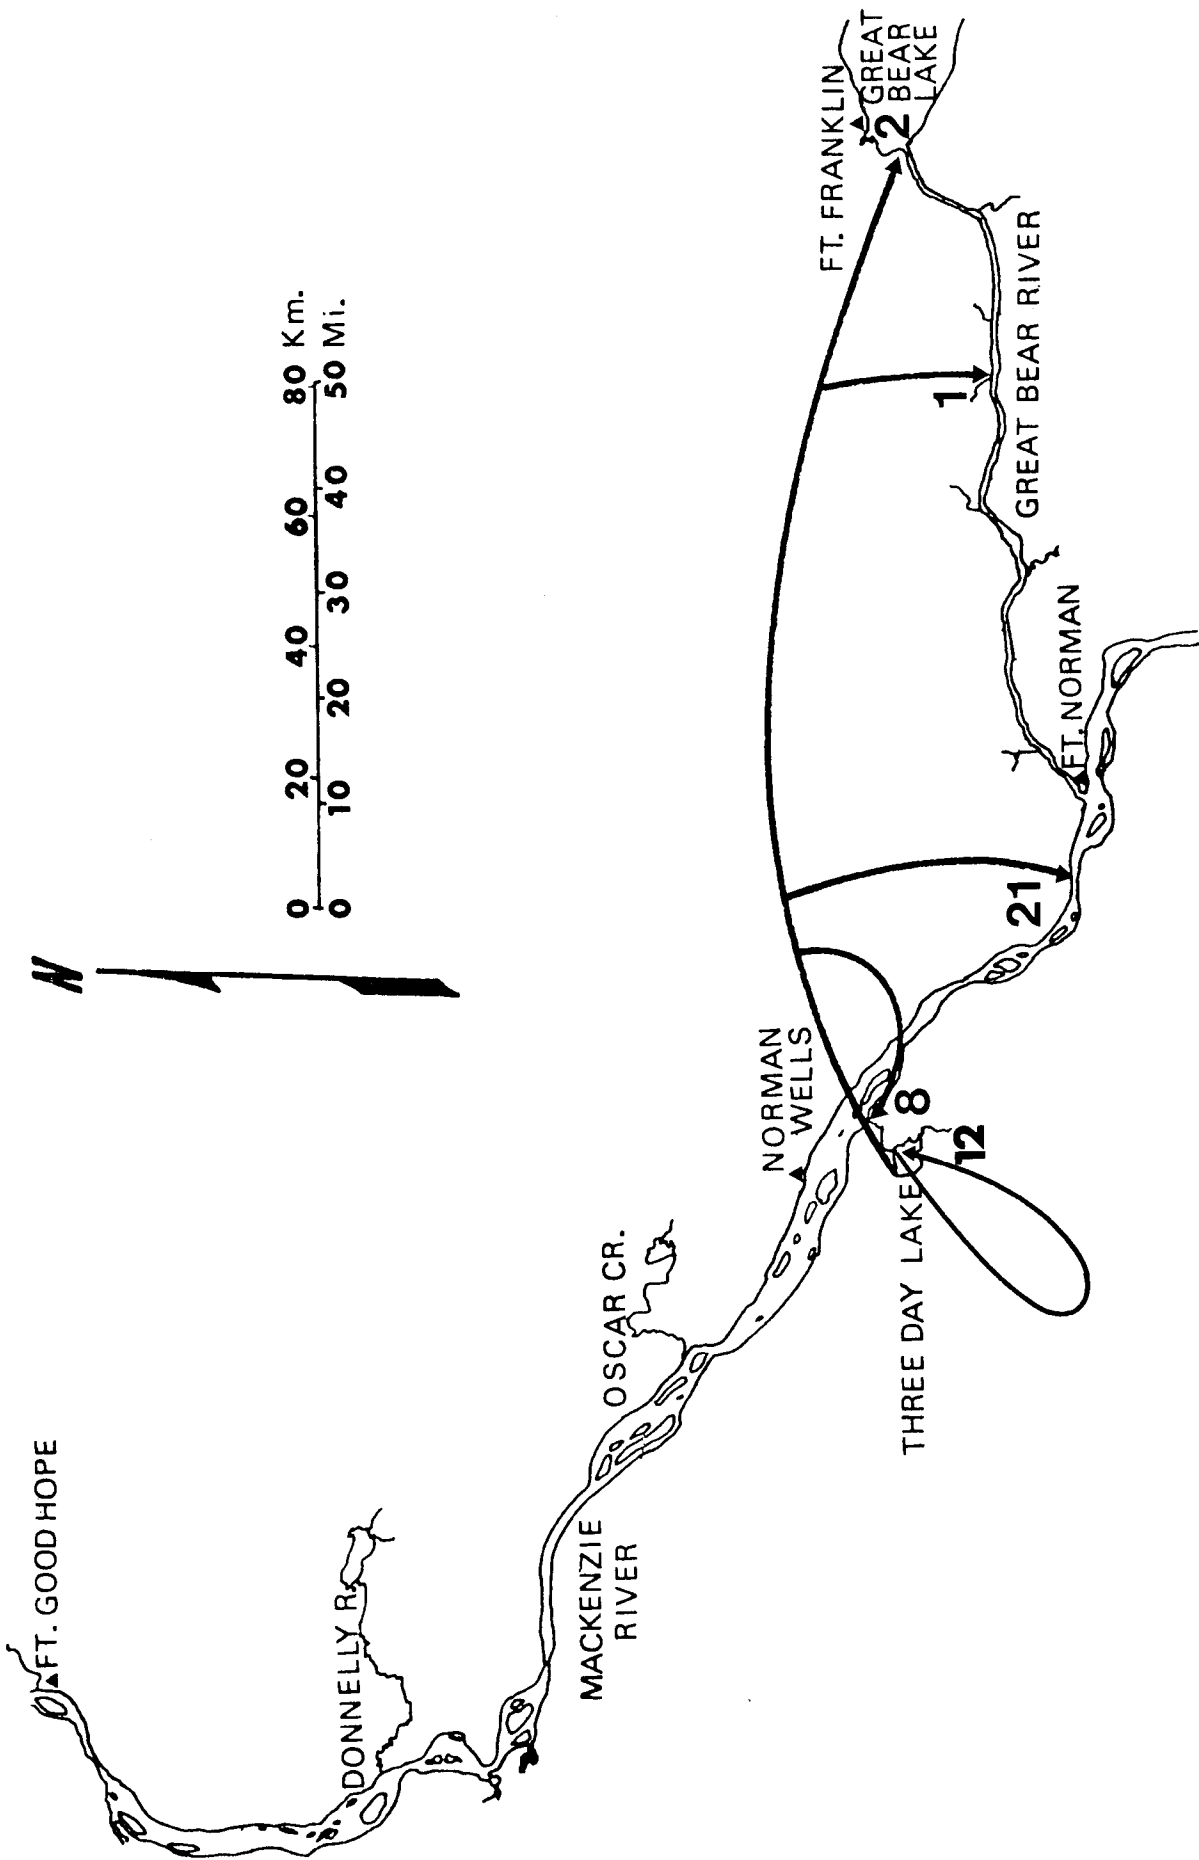 N
0 20 40 60 80 Km.
0 10 20 30 40 50 Mi.
FT. GOOD HOPE
DONNELLY R.
MACKENZIE
RIVER
OSCAR CR.
NORMAN
WELLS
THREE DAY LAKE
12
8
21
FT. NORMAN
GREAT BEAR RIVER
1
FT. FRANKLIN
2
GREAT
BEAR
LAKE